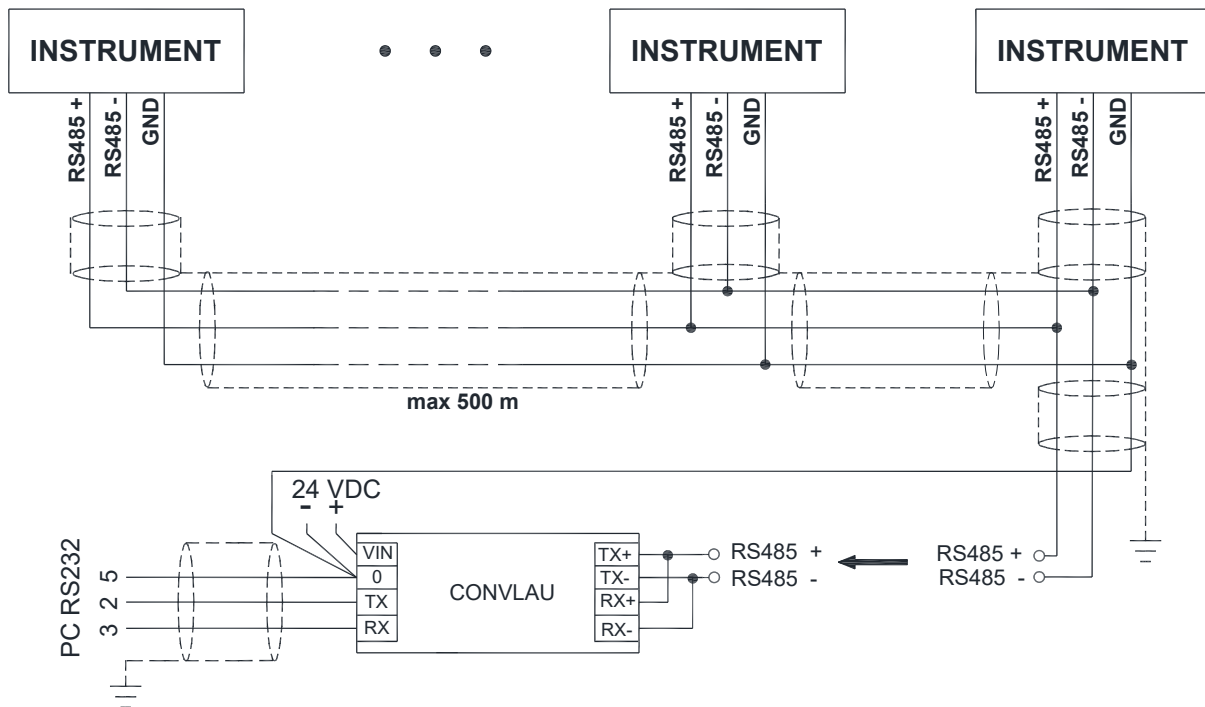 INSTRUMENT
INSTRUMENT
INSTRUMENT
RS485 +
RS485 -
GND
RS485 +
RS485 -
GND
RS485 +
RS485 -
GND
max 500 m
24 VDC
- +
PC RS232
5
2
3
VIN
0
TX
RX
CONVLAU
TX+
TX-
RX+
RX-
RS485 +
RS485 -
RS485 +
RS485 -